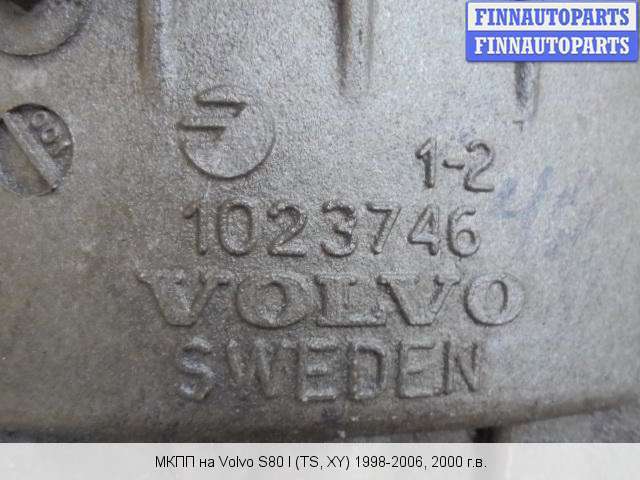 FINNAUTOPARTS
FINNAUTOPARTS
1-2
1023746
VOLVO
SWEDEN
МКПП на Volvo S80 I (TS, XY) 1998-2006, 2000 г.в.